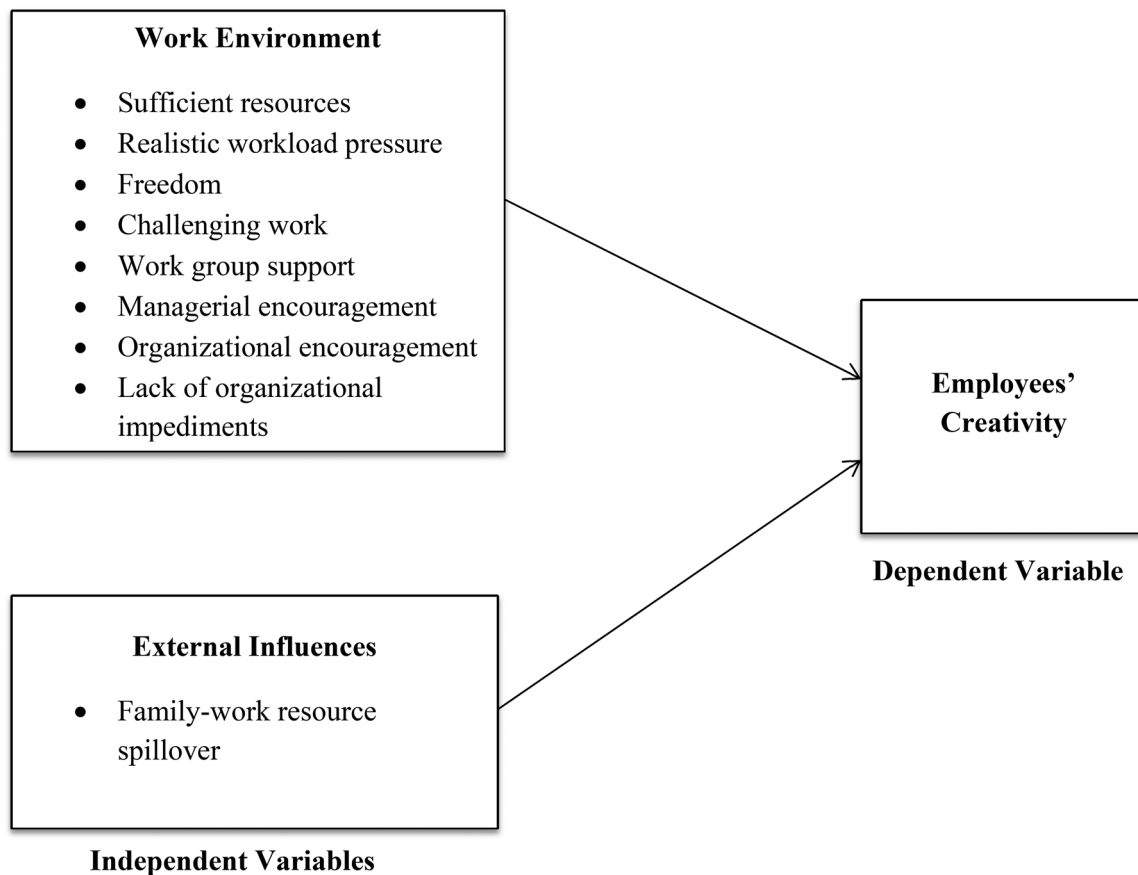 Work Environment
• Sufficient resources
• Realistic workload pressure
• Freedom
• Challenging work
• Work group support
• Managerial encouragement
• Organizational encouragement
• Lack of organizational
impediments
Employees’
Creativity
Dependent Variable
External Influences
• Family-work resource
spillover
Independent Variables